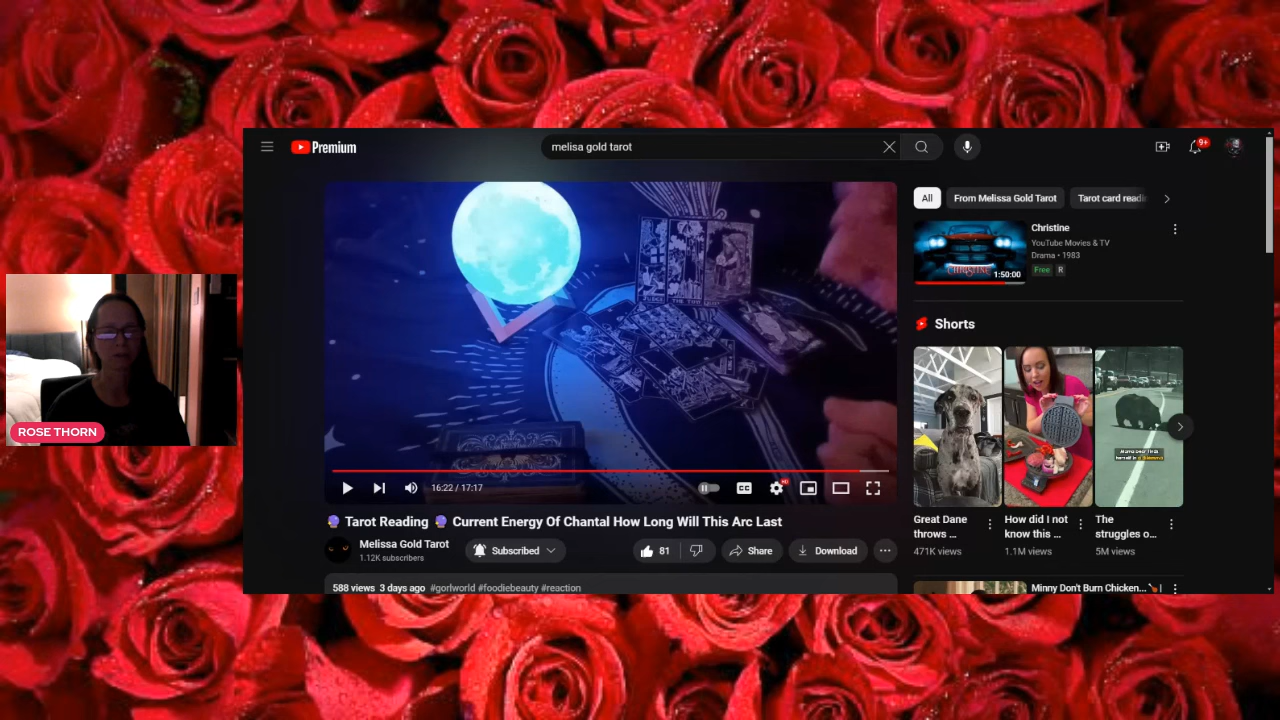 Premium
melisa gold tarot
9+
All
From Melissa Gold Tarot
Tarot card readin
CHRISTINE
1:50:00
Christine
YouTube Movies & TV
Drama • 1983
Free
R
Shorts
ROSE THORN
16:22 / 17:17
CC
🔮 Tarot Reading 🔮 Current Energy Of Chantal How Long Will This Arc Last
Melissa Gold Tarot
1.12K subscribers
Subscribed
81
Share
Download
588 views 3 days ago #gorlworld #foodiebeauty #reaction
Great Dane
throws ...
471K views
How did I not
know this ...
1.1M views
The
struggles o...
5M views
Minny Don't Burn Chicken...🍗|